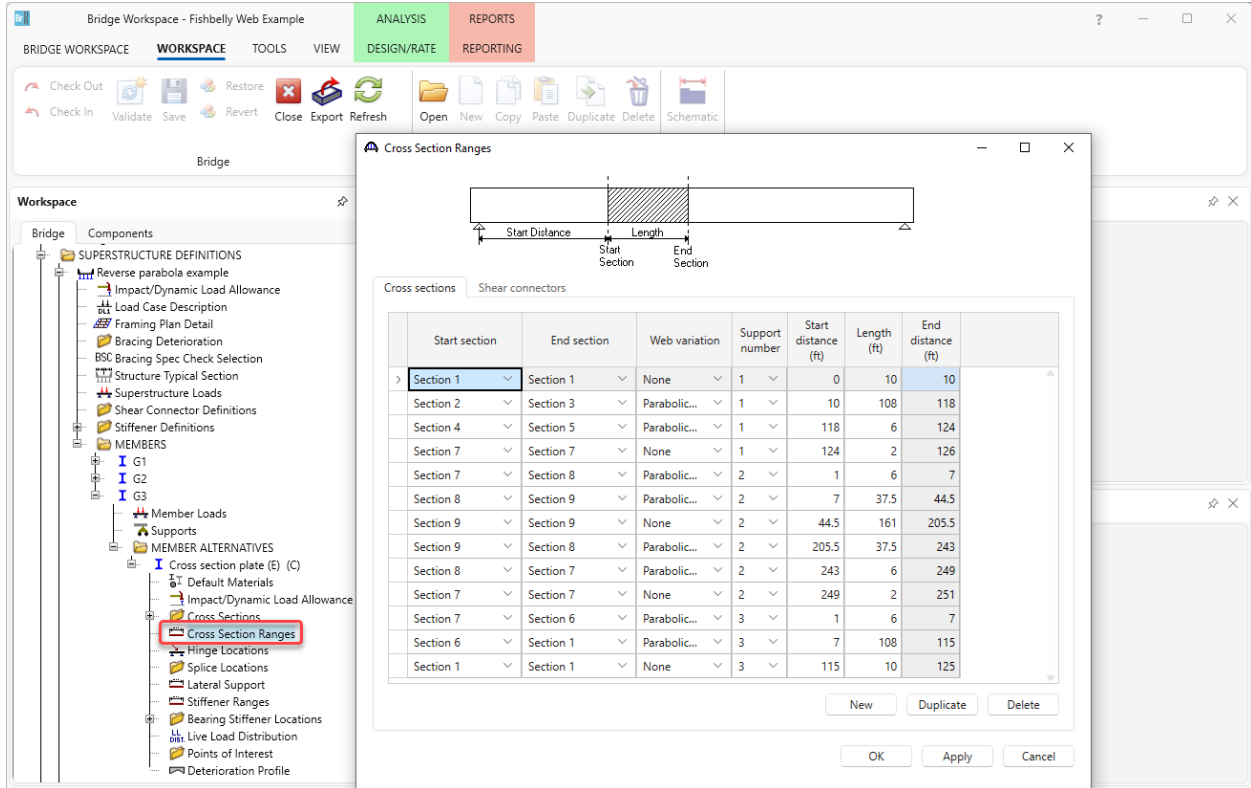 Bridge Workspace - Fishbelly Web Example
ANALYSIS
REPORTS
?
BRIDGE WORKSPACE
WORKSPACE
TOOLS
VIEW
DESIGN/RATE
REPORTING
Check Out
Check In
Validate
Save
Restore
Revert
Close
Export
Refresh
Open
New
Copy
Paste
Duplicate
Delete
Schematic
Bridge
Workspace
Bridge
Components
SUPERSTRUCTURE DEFINITIONS
Reverse parabola example
Impact/Dynamic Load Allowance
DL1 Load Case Description
Framing Plan Detail
Bracing Deterioration
BSC Bracing Spec Check Selection
Structure Typical Section
Superstructure Loads
Shear Connector Definitions
Stiffener Definitions
MEMBERS
G1
G2
G3
Member Loads
Supports
MEMBER ALTERNATIVES
Cross section plate (E) (C)
Default Materials
Impact/Dynamic Load Allowance
Cross Sections
Cross Section Ranges
Hinge Locations
Splice Locations
Lateral Support
Stiffener Ranges
Bearing Stiffener Locations
LL DIST. Live Load Distribution
Points of Interest
Deterioration Profile
Cross Section Ranges
Start Distance
Length
Start Section
End Section
Cross sections
Shear connectors
Start section End section Web variation Support number Start distance (ft) Length (ft) End distance (ft)
Section 1 Section 1 None 1 0 10 10
Section 2 Section 3 Parabolic... 1 10 108 118
Section 4 Section 5 Parabolic... 1 118 6 124
Section 7 Section 7 None 1 124 2 126
Section 7 Section 8 Parabolic... 2 1 6 7
Section 8 Section 9 Parabolic... 2 7 37.5 44.5
Section 9 Section 9 None 2 44.5 161 205.5
Section 9 Section 8 Parabolic... 2 205.5 37.5 243
Section 8 Section 7 Parabolic... 2 243 6 249
Section 7 Section 7 None 2 249 2 251
Section 7 Section 6 Parabolic... 3 1 6 7
Section 6 Section 1 Parabolic... 3 7 108 115
Section 1 Section 1 None 3 115 10 125
New
Duplicate
Delete
OK
Apply
Cancel